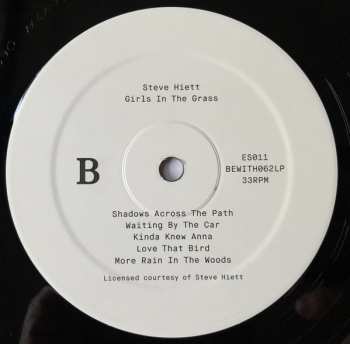 Steve Hiett
Girls In The Grass
B
ES011
BEWITH062LP
33RPM
Shadows Across The Path
Waiting By The Car
Kinda Knew Anna
Love That Bird
More Rain In The Woods
Licensed courtesy of Steve Hiett